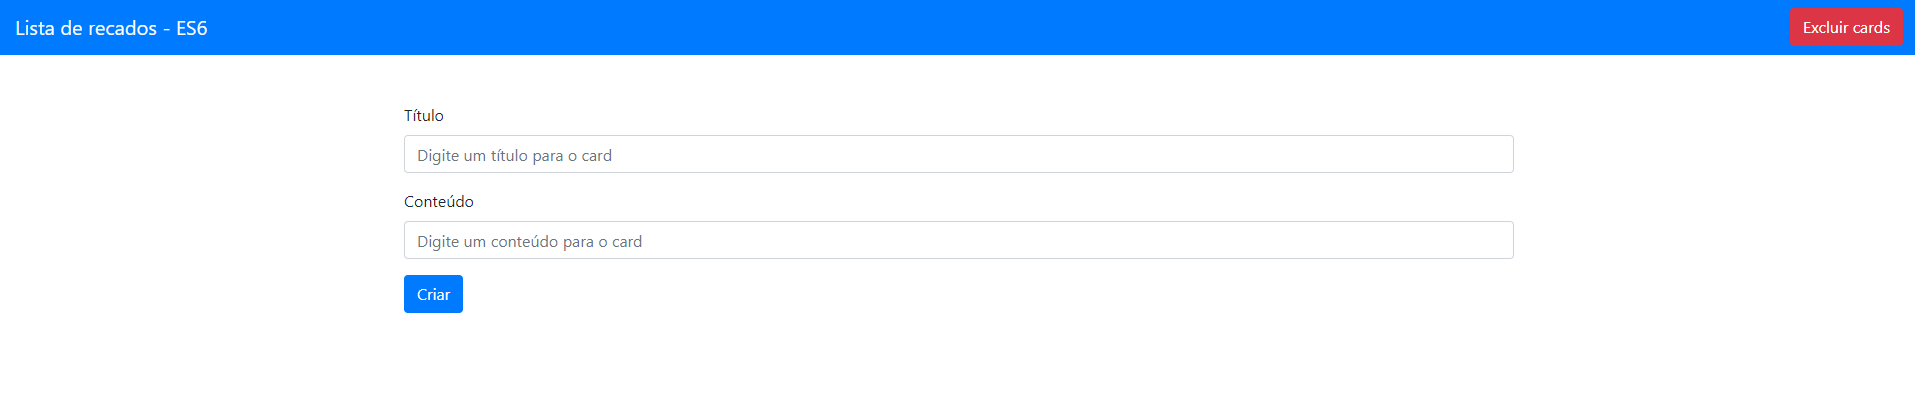 Lista de recados - ES6
Excluir cards
Título
Digite um título para o card
Conteúdo
Digite um conteúdo para o card
Criar